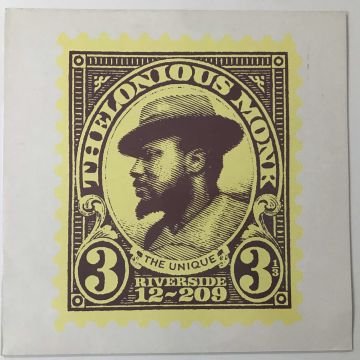 THELONIOUS MONK
THE UNIQUE
3
3 1/3
RIVERSIDE
12-209